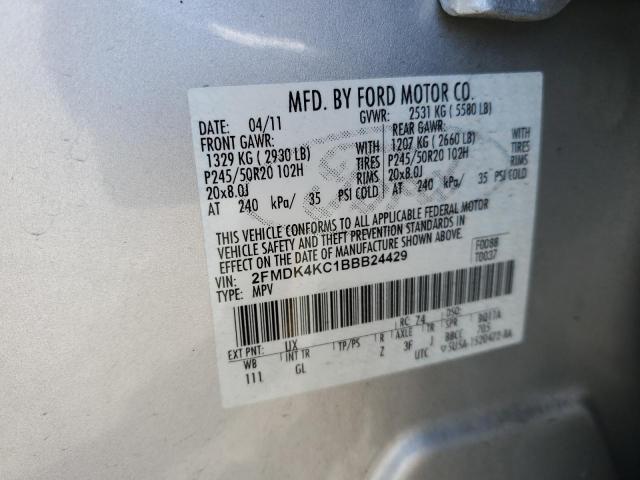 MFD. BY FORD MOTOR CO.
DATE: 04/11 GVWR: 2531 KG ( 5580 LB)
FRONT GAWR: REAR GAWR:
1329 KG ( 2930 LB) WITH 1207 KG ( 2660 LB) WITH
P245/50R20 102H TIRES P245/50R20 102H TIRES
20x8.0J RIMS 20x8.0J RIMS
AT 240 kPa/ 35 PSI COLD AT 240 kPa/ 35 PSI COLD
THIS VEHICLE CONFORMS TO ALL APPLICABLE FEDERAL MOTOR
VEHICLE SAFETY AND THEFT PREVENTION STANDARDS IN
EFFECT ON THE DATE OF MANUFACTURE SHOWN ABOVE.
VIN: 2FMDK4KC1BBB24429 F0088
TYPE: MPV T0037
EXT PNT: UX RC: 74 DSO:
WB INT TR TP/PS R AXLE TR SPR
111 GL Z 3F J BBCC
UTC